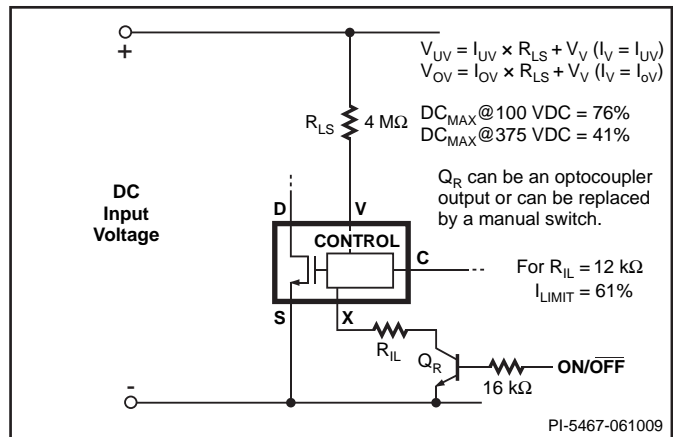 +
V_UV = I_UV × R_LS + V_V (I_V = I_UV)
V_OV = I_OV × R_LS + V_V (I_V = I_oV)
R_LS 4 MΩ
DC_MAX@100 VDC = 76%
DC_MAX@375 VDC = 41%
DC
Input
Voltage
Q_R can be an optocoupler
output or can be replaced
by a manual switch.
D
V
CONTROL
C
For R_IL = 12 kΩ
I_LIMIT = 61%
S
X
R_IL
Q_R
16 kΩ
ON/O̅F̅F̅
-
PI-5467-061009